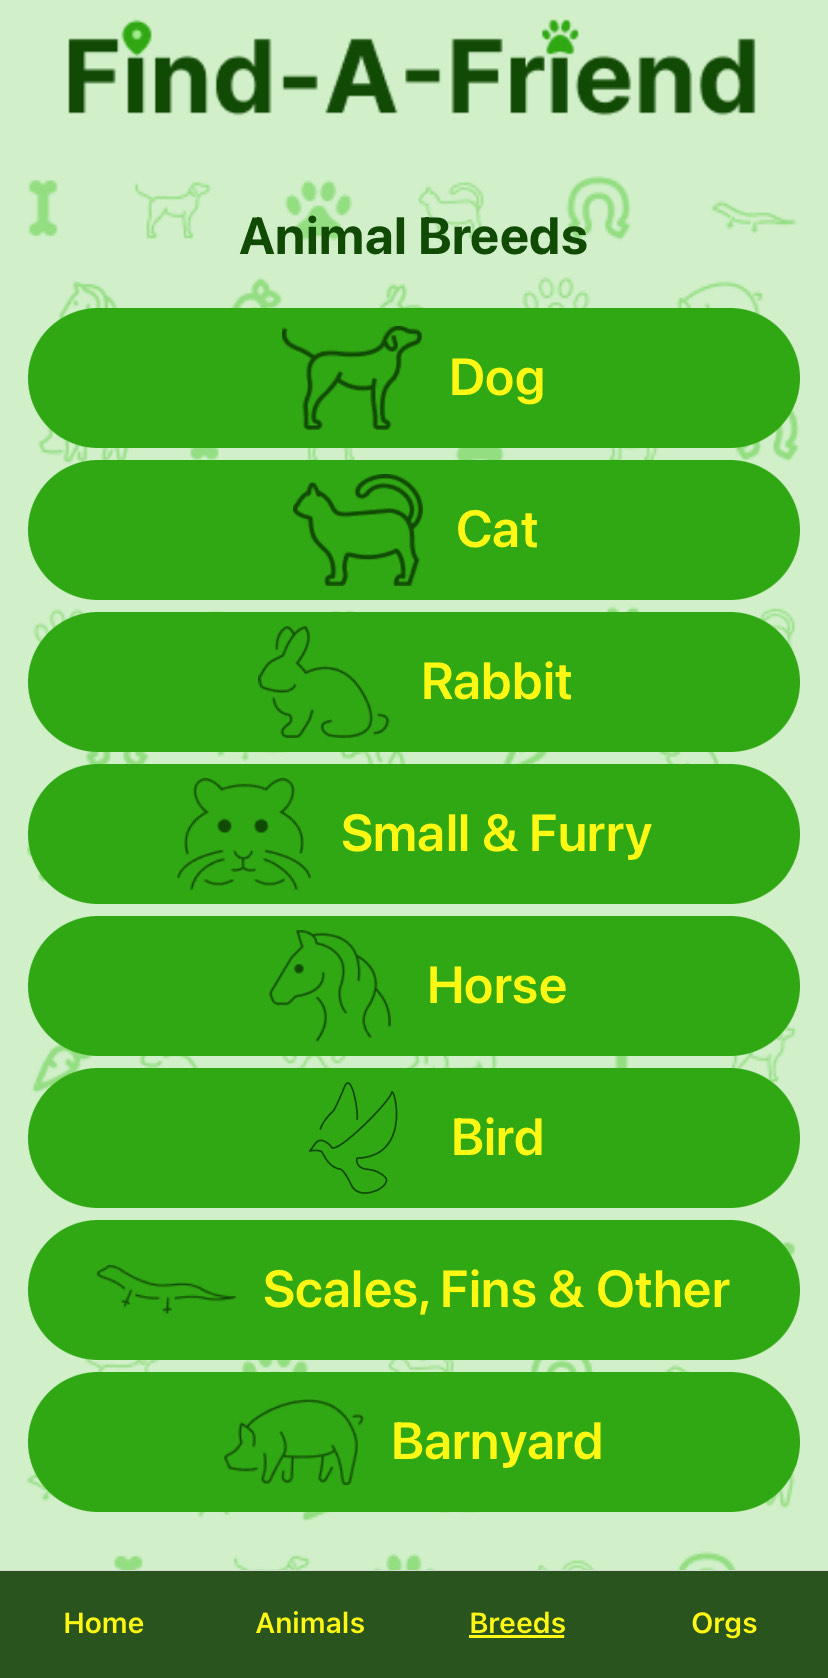 Find-A-Friend
Animal Breeds
Dog
Cat
Rabbit
Small & Furry
Horse
Bird
Scales, Fins & Other
Barnyard
Home Animals Breeds Orgs